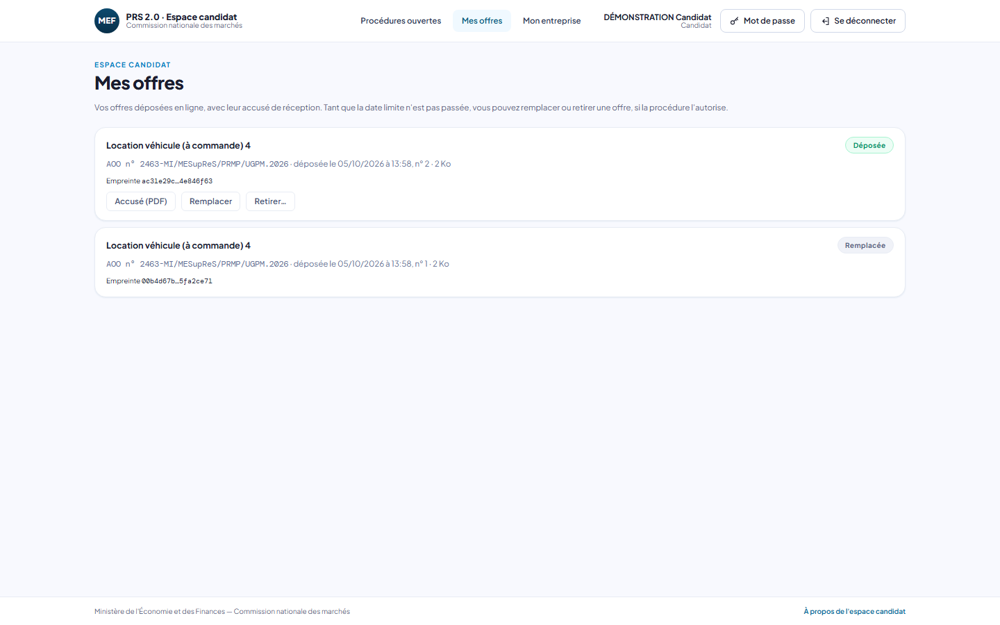 MEF
PRS 2.0 · Espace candidat
Commission nationale des marchés
Procédures ouvertes
Mes offres
Mon entreprise
DÉMONSTRATION Candidat
Candidat
Mot de passe
Se déconnecter
ESPACE CANDIDAT
Mes offres
Vos offres déposées en ligne, avec leur accusé de réception. Tant que la date limite n'est pas passée, vous pouvez remplacer ou retirer une offre, si la procédure l'autorise.
Location véhicule (à commande) 4
Déposée
AOO n° 2463-MI/MESupReS/PRMP/UGPM.2026 · déposée le 05/10/2026 à 13:58, n° 2 · 2 Ko
Empreinte ac31e29c…4e846f63
Accusé (PDF)
Remplacer
Retirer…
Location véhicule (à commande) 4
Remplacée
AOO n° 2463-MI/MESupReS/PRMP/UGPM.2026 · déposée le 05/10/2026 à 13:58, n° 1 · 2 Ko
Empreinte 00b4d67b…5fa2ce71
Ministère de l'Économie et des Finances — Commission nationale des marchés
À propos de l'espace candidat